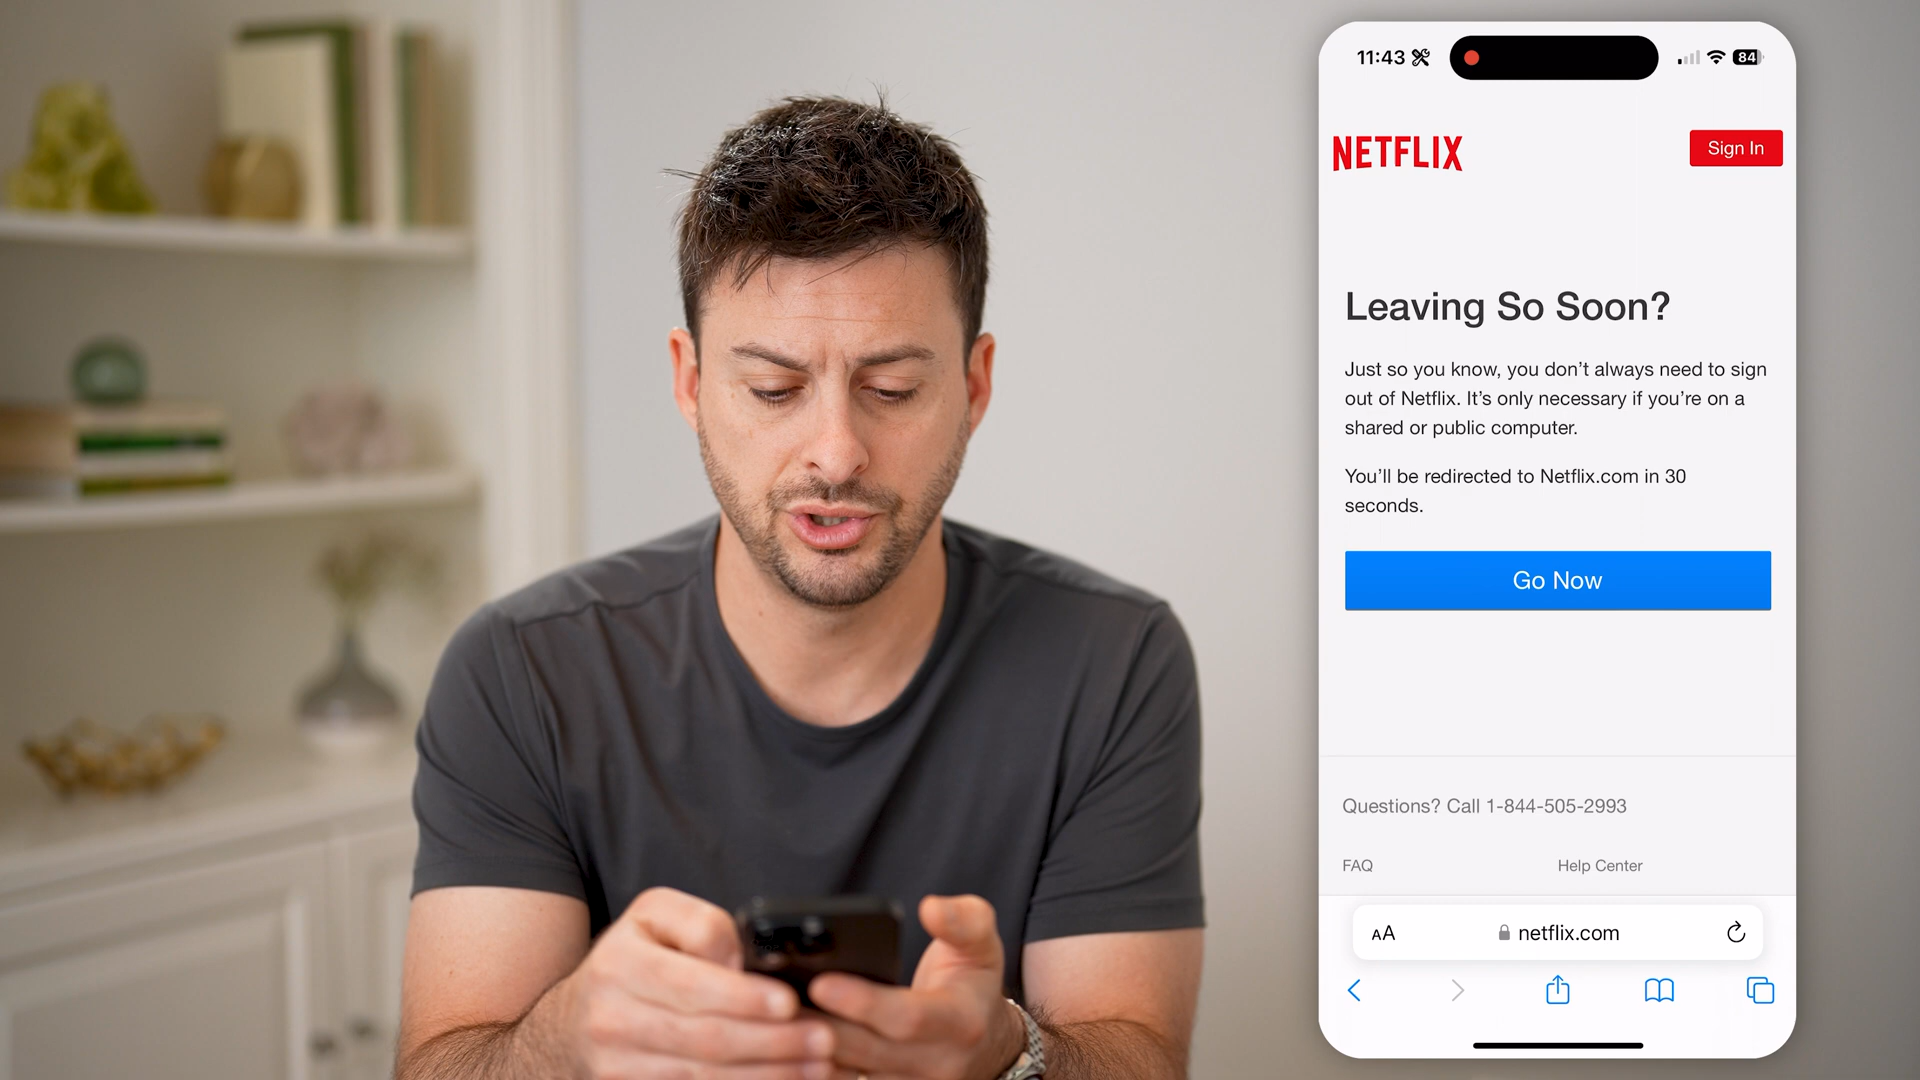 11:43
84
NETFLIX
Sign In
Leaving So Soon?
Just so you know, you don’t always need to sign
out of Netflix. It’s only necessary if you’re on a
shared or public computer.
You’ll be redirected to Netflix.com in 30
seconds.
Go Now
Questions? Call 1-844-505-2993
FAQ
Help Center
AA
netflix.com